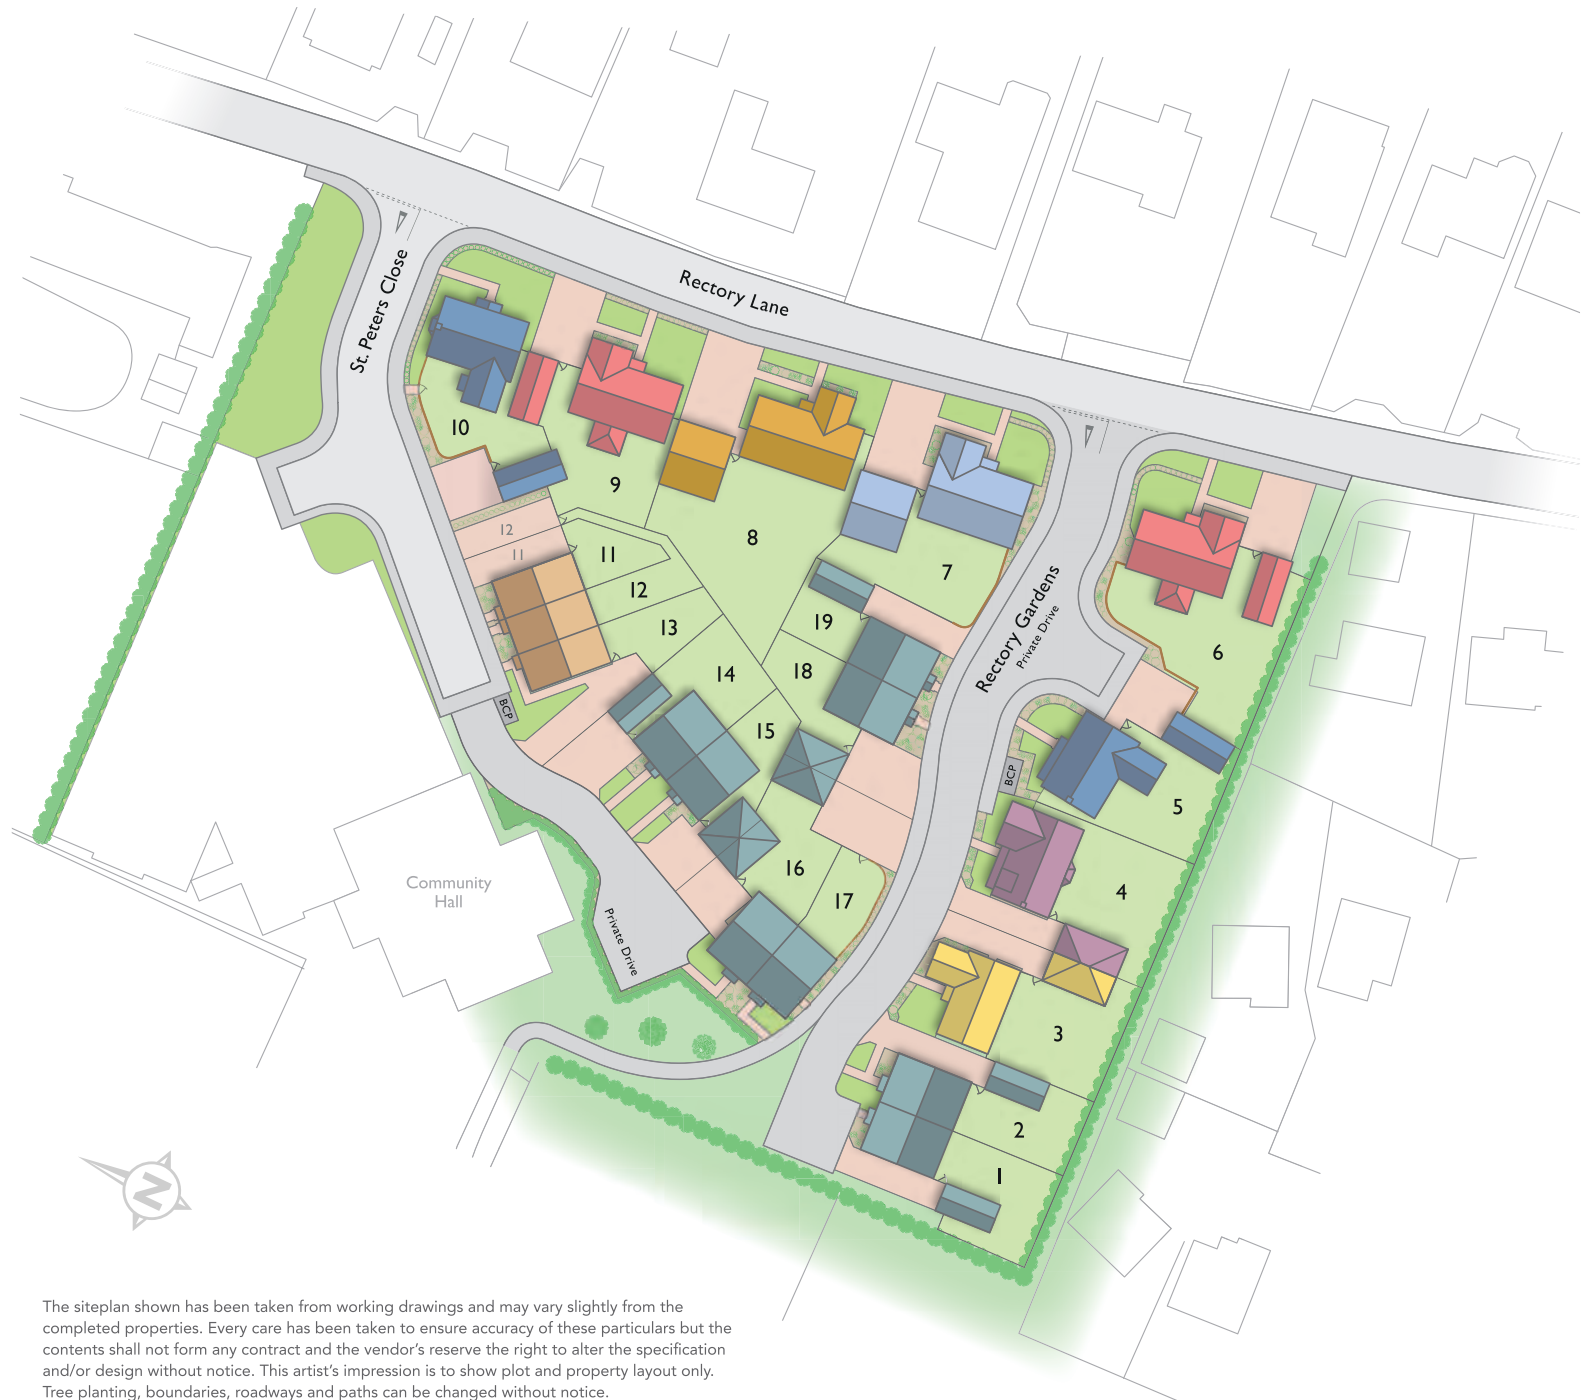 Rectory Lane
St. Peters Close
10
9
8
7
12
11
11
12
13
14
15
19
18
Rectory Gardens
Private Drive
6
BCP
BCP
5
4
16
17
Community
Hall
Private Drive
3
2
1
N
The siteplan shown has been taken from working drawings and may vary slightly from the
completed properties. Every care has been taken to ensure accuracy of these particulars but the
contents shall not form any contract and the vendor's reserve the right to alter the specification
and/or design without notice. This artist's impression is to show plot and property layout only.
Tree planting, boundaries, roadways and paths can be changed without notice.